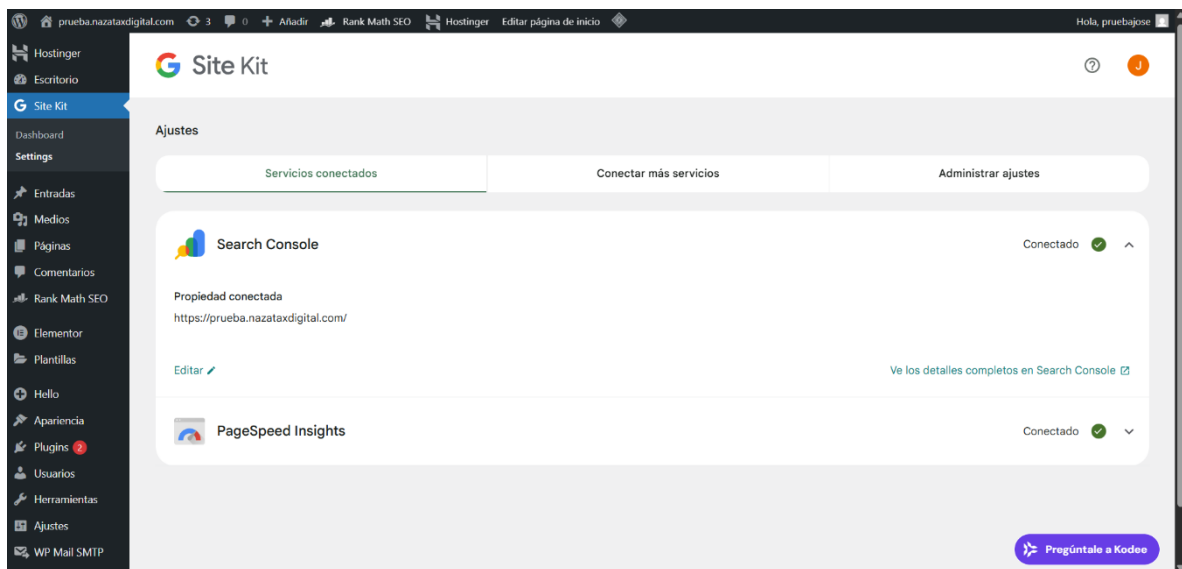 prueba.nazataxdigital.com 3 0 Añadir Rank Math SEO Hostinger Editar página de inicio Hola, pruebajose
Hostinger
Escritorio
Site Kit
Dashboard
Settings
Entradas
Medios
Páginas
Comentarios
Rank Math SEO
Elementor
Plantillas
Hello
Apariencia
Plugins 2
Usuarios
Herramientas
Ajustes
WP Mail SMTP
G Site Kit J
Ajustes
Servicios conectados Conectar más servicios Administrar ajustes
Search Console Conectado
Propiedad conectada
https://prueba.nazataxdigital.com/
Editar Ve los detalles completos en Search Console
PageSpeed Insights Conectado
Pregúntale a Kodee